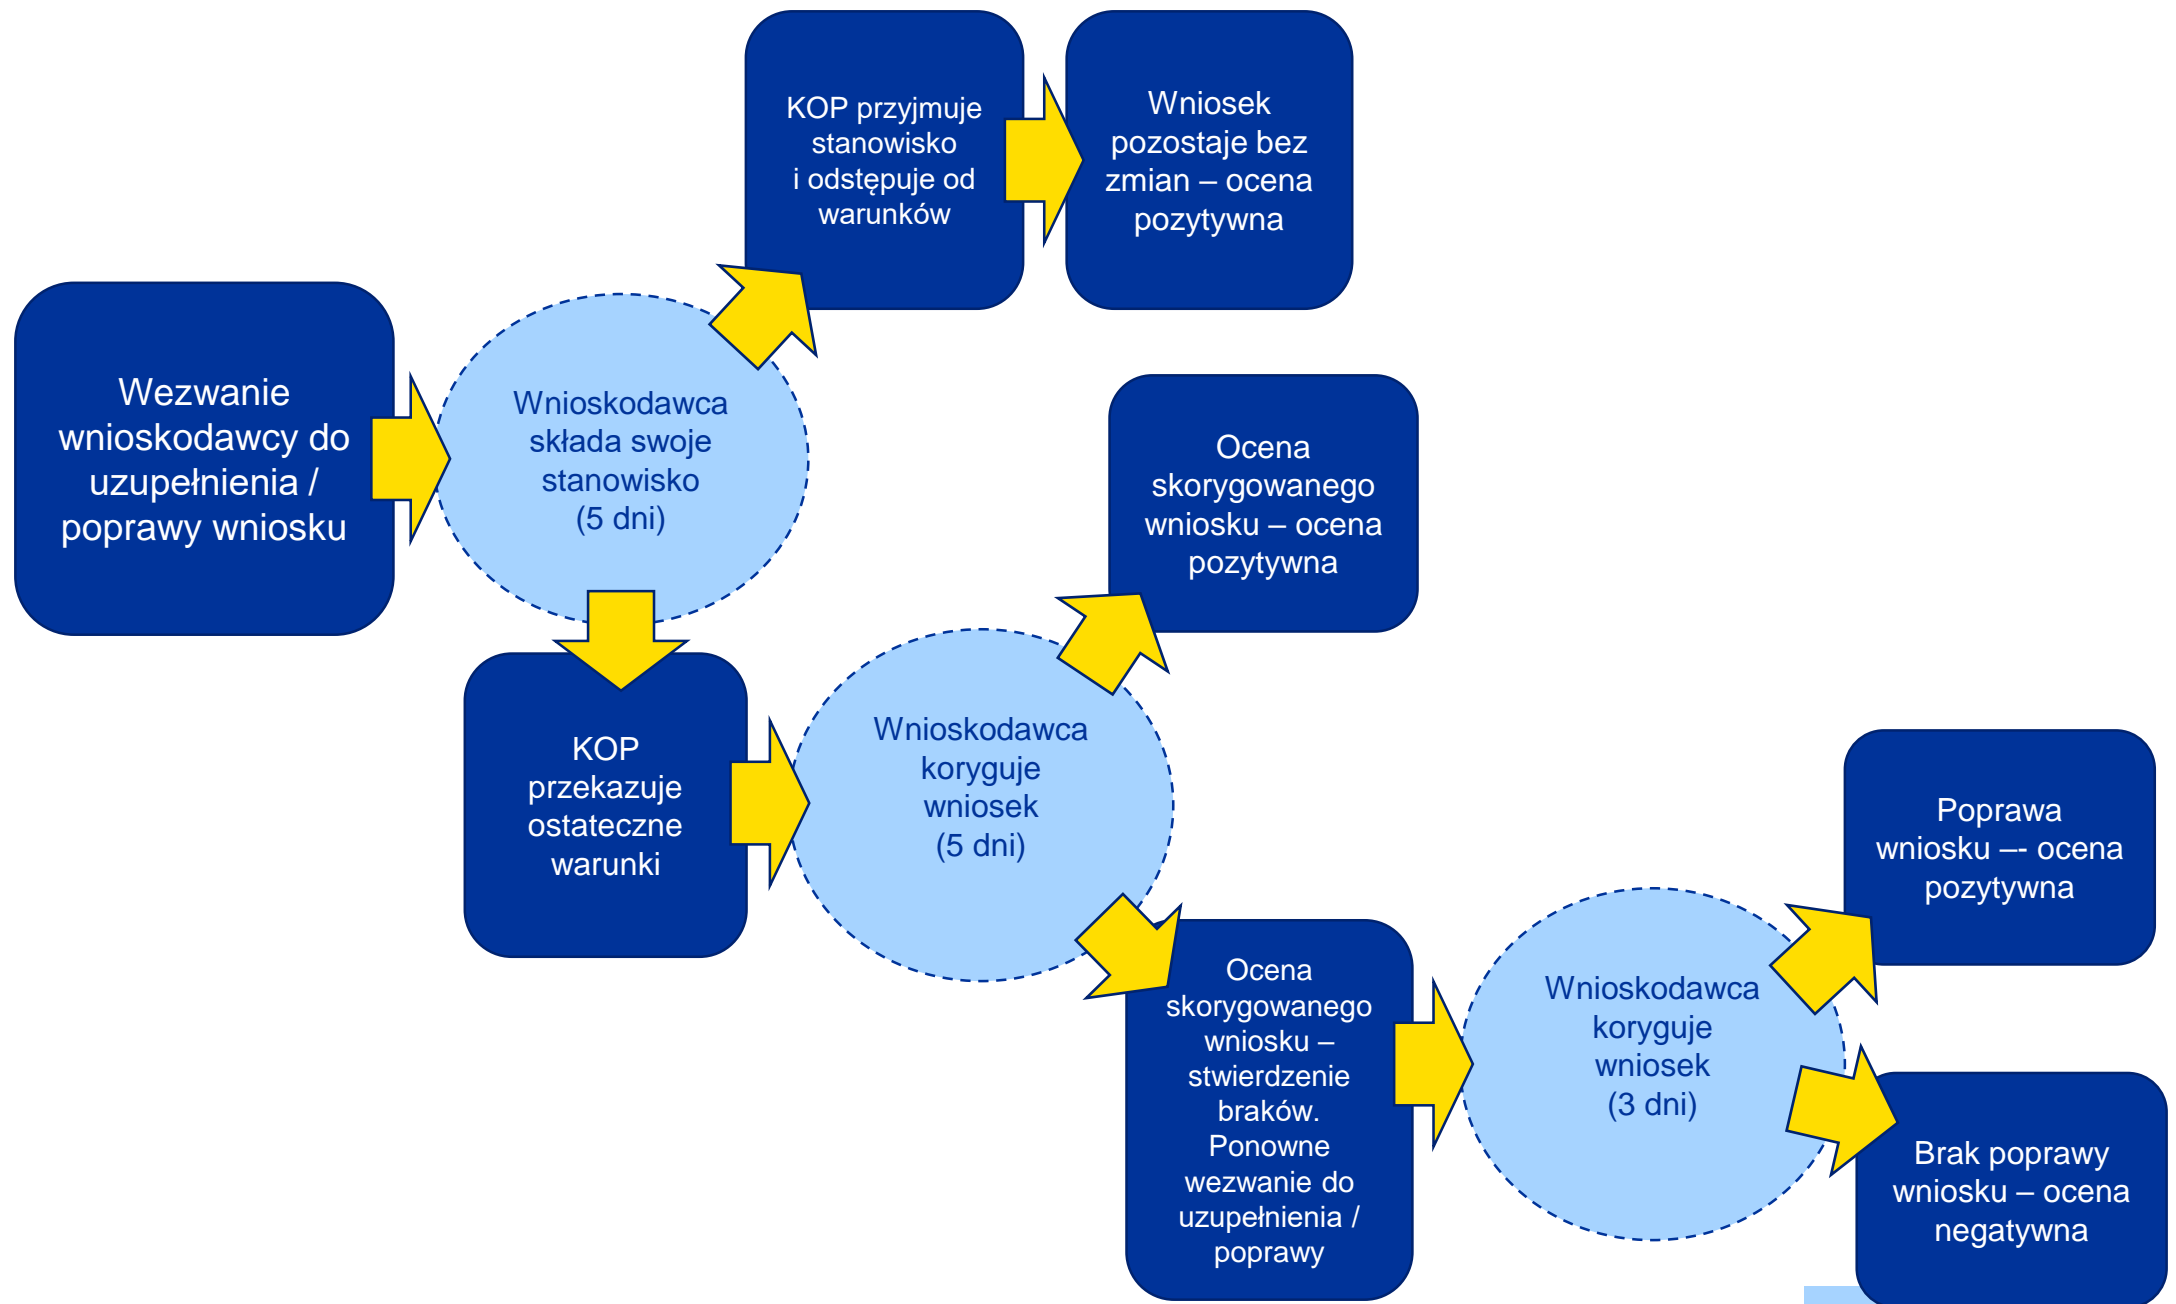 KOP przyjmuje
stanowisko
i odstępuje od
warunków
Wniosek
pozostaje bez
zmian – ocena
pozytywna
Wezwanie
wnioskodawcy do
uzupełnienia /
poprawy wniosku
Wnioskodawca
składa swoje
stanowisko
(5 dni)
Ocena
skorygowanego
wniosku – ocena
pozytywna
KOP
przekazuje
ostateczne
warunki
Wnioskodawca
koryguje
wniosek
(5 dni)
Ocena
skorygowanego
wniosku –
stwierdzenie
braków.
Ponowne
wezwanie do
uzupełnienia /
poprawy
Wnioskodawca
koryguje
wniosek
(3 dni)
Poprawa
wniosku –- ocena
pozytywna
Brak poprawy
wniosku – ocena
negatywna